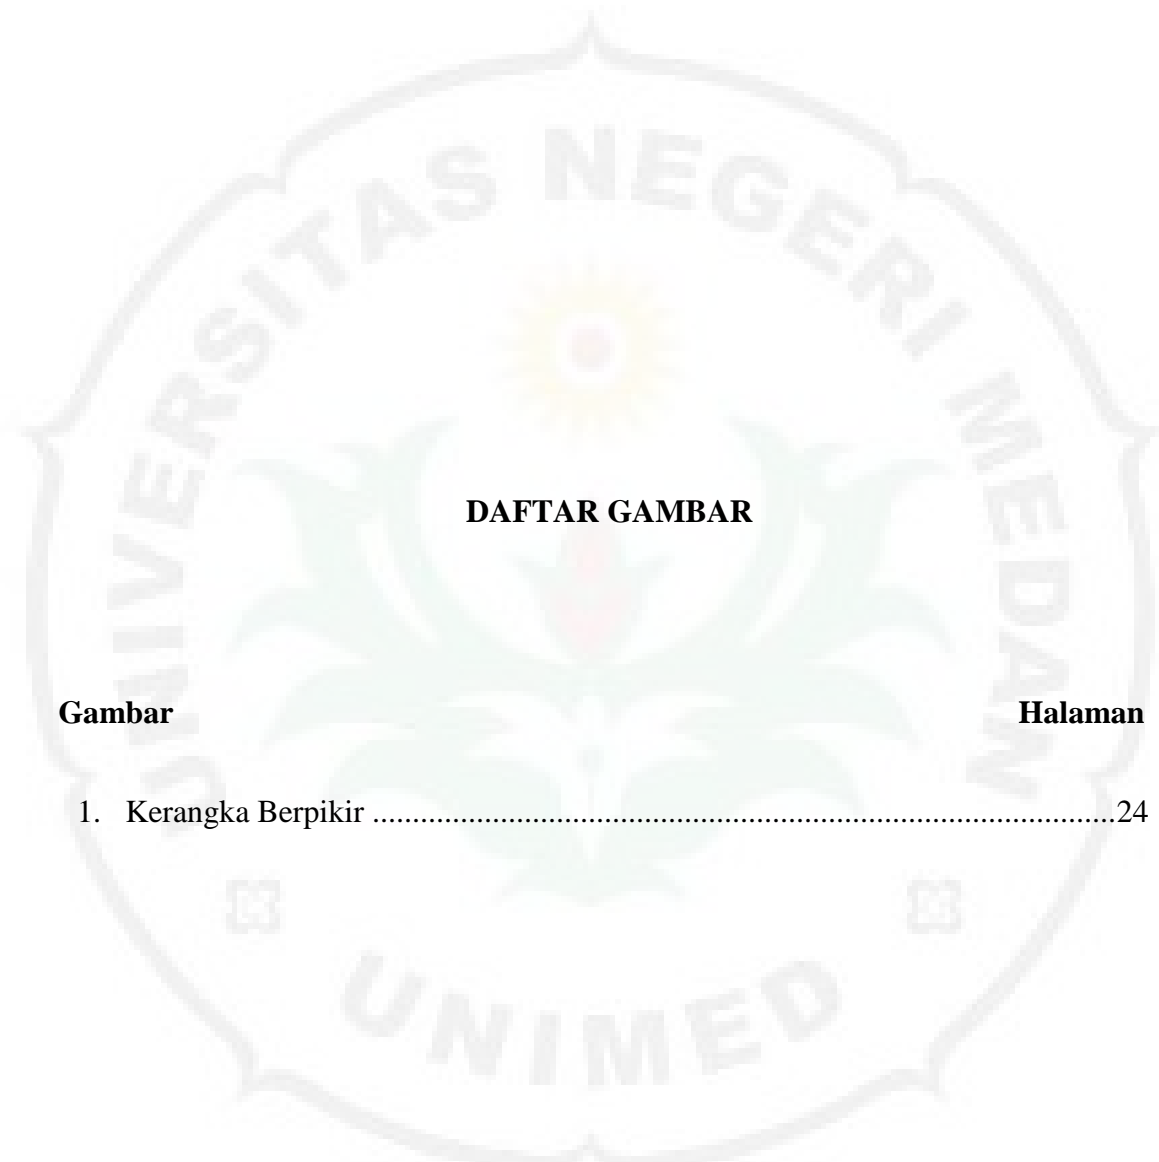 UNIVERSITAS NEGERI MEDAN
DAFTAR GAMBAR
Gambar Halaman
1. Kerangka Berpikir ............................................................................................24
UNIMED